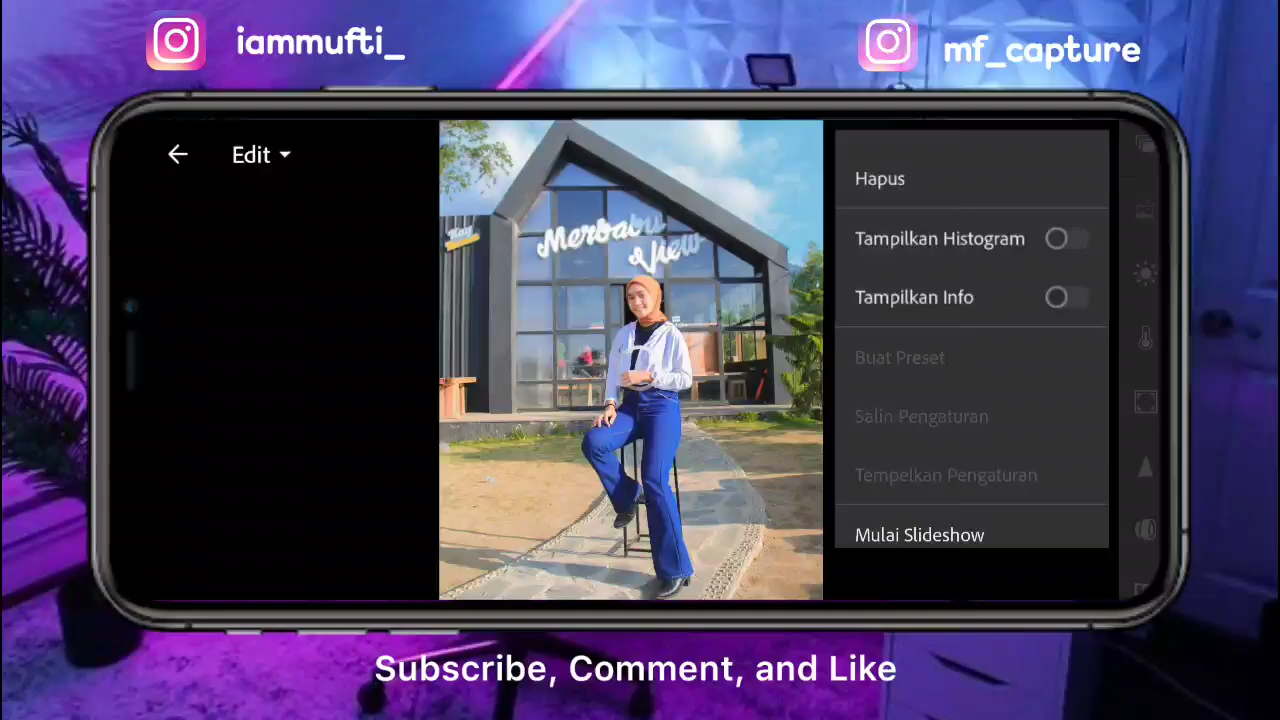 iammufti_
mf_capture
Edit
Merbabu
View
Kay
Hapus
Tampilkan Histogram
Tampilkan Info
Buat Preset
Salin Pengaturan
Tempelkan Pengaturan
Mulai Slideshow
Subscribe, Comment, and Like